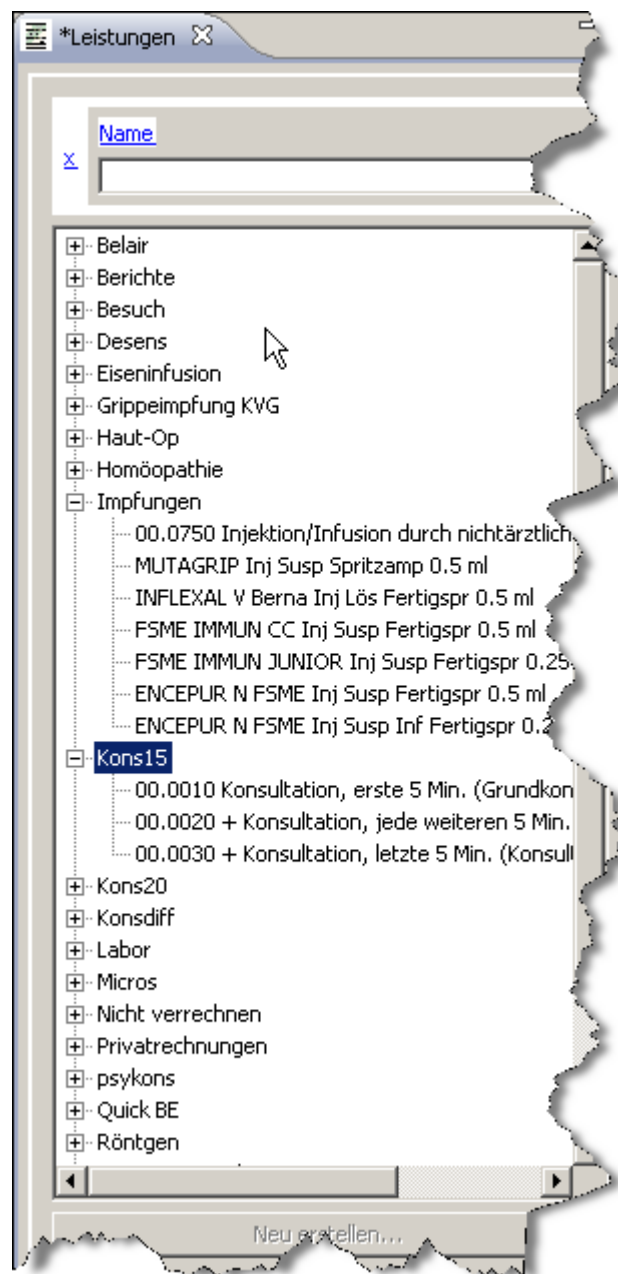 *Leistungen
Name
x
Belair
Berichte
Besuch
Desens
Eiseninfusion
Grippeimpfung KVG
Haut-Op
Homöopathie
Impfungen
00.0750 Injektion/Infusion durch nichtärztlich
MUTAGRIP Inj Susp Spritzamp 0.5 ml
INFLEXAL V Berna Inj Lös Fertigspr 0.5 ml
FSME IMMUN CC Inj Susp Fertigspr 0.5 ml
FSME IMMUN JUNIOR Inj Susp Fertigspr 0.25
ENCEPUR N FSME Inj Susp Fertigspr 0.5 ml
ENCEPUR N FSME Inj Susp Inf Fertigspr 0.2
Kons15
00.0010 Konsultation, erste 5 Min. (Grundkon
00.0020 + Konsultation, jede weiteren 5 Min.
00.0030 + Konsultation, letzte 5 Min. (Konsul
Kons20
Konsdiff
Labor
Micros
Nicht verrechnen
Privatrechnungen
psykons
Quick BE
Röntgen
Neu erstellen...